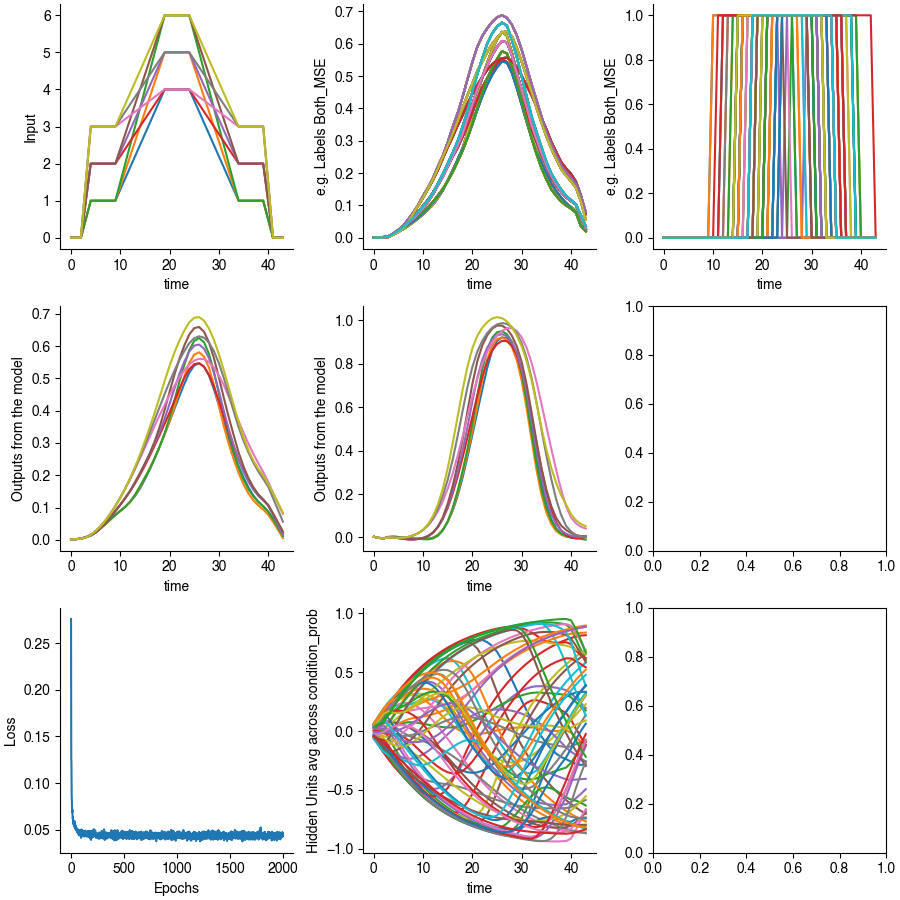 Input
6
5
4
3
2
1
0
0 10 20 30 40
time
e.g. Labels Both_MSE
0.7
0.6
0.5
0.4
0.3
0.2
0.1
0.0
0 10 20 30 40
time
e.g. Labels Both_MSE
1.0
0.8
0.6
0.4
0.2
0.0
0 10 20 30 40
time
Outputs from the model
0.7
0.6
0.5
0.4
0.3
0.2
0.1
0.0
0 10 20 30 40
time
Outputs from the model
1.0
0.8
0.6
0.4
0.2
0.0
0 10 20 30 40
time
1.0
0.8
0.6
0.4
0.2
0.0
0.0 0.2 0.4 0.6 0.8 1.0
Loss
0.25
0.20
0.15
0.10
0.05
0 500 1000 1500 2000
Epochs
Hidden Units avg across condition_prob
1.0
0.5
0.0
−0.5
−1.0
0 10 20 30 40
time
1.0
0.8
0.6
0.4
0.2
0.0
0.0 0.2 0.4 0.6 0.8 1.0